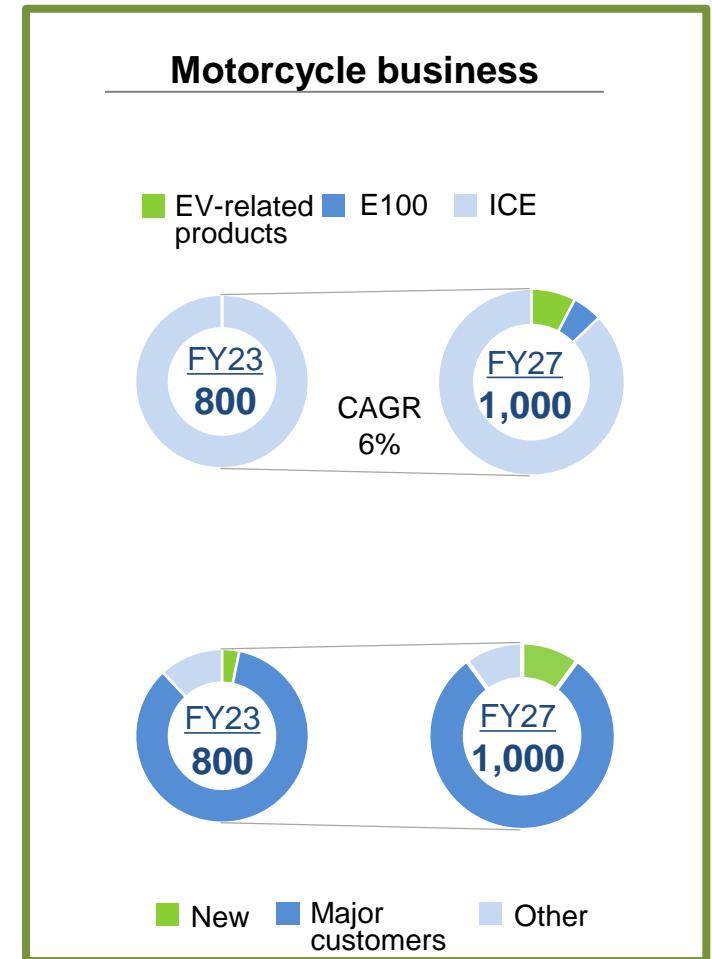 Motorcycle business
EV-related products
E100
ICE
FY23
800
CAGR
6%
FY27
1,000
FY23
800
FY27
1,000
New
Major customers
Other